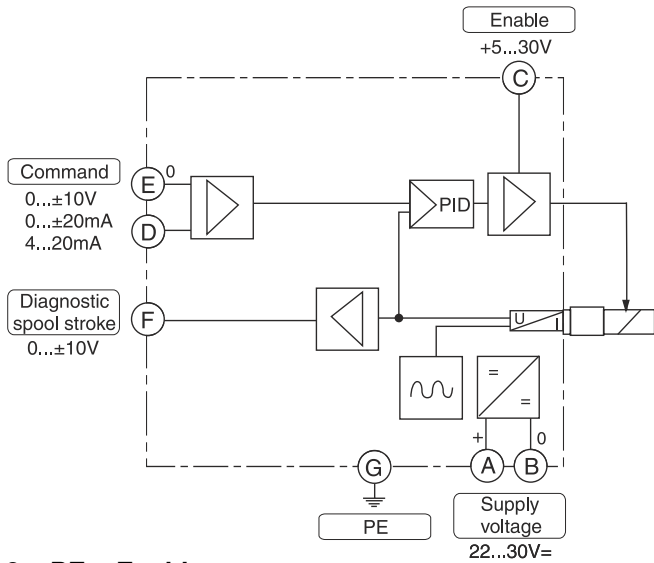 Enable
+5...30V
C
Command
E 0
0...±10V
0...±20mA
4...20mA
D
PID
Diagnostic
spool stroke
F
0...±10V
U
I
=
=
+ 0
G A B
PE
Supply
voltage
22...30V=